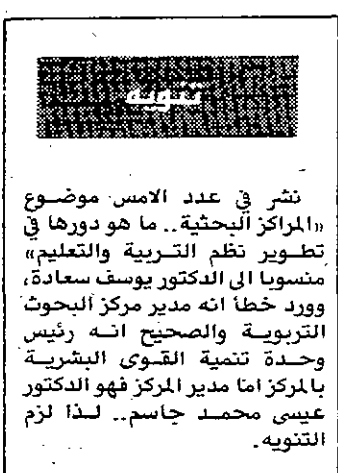 تنويه
نشر في عدد الامس موضوع
«المراكز البحثية.. ما هو دورها في
تطوير نظم التربية والتعليم»
منسوبا الى الدكتور يوسف سعادة،
وورد خطأ انه مدير مركز البحوث
التربوية والصحيح انه رئيس
وحدة تنمية القوى البشرية
بالمركز اما مدير المركز فهو الدكتور
عيسى محمد جاسم.. لذا لزم
التنويه.